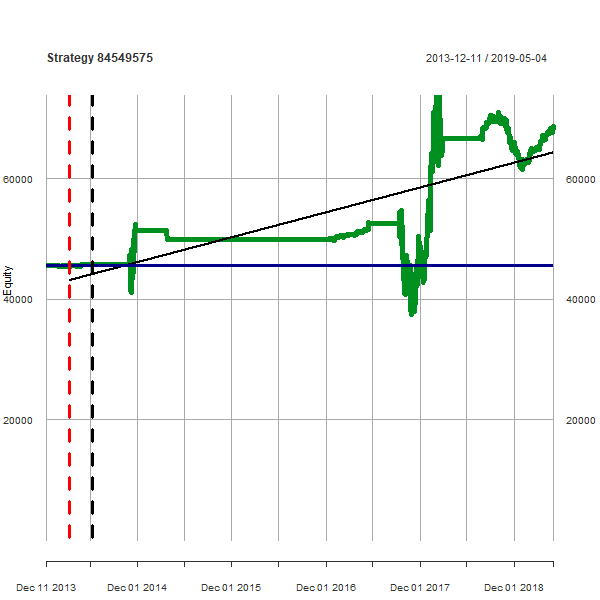 Strategy 84549575
2013-12-11 / 2019-05-04
60000
60000
Equity
40000
40000
20000
20000
Dec 11 2013
Dec 01 2014
Dec 01 2015
Dec 01 2016
Dec 01 2017
Dec 01 2018